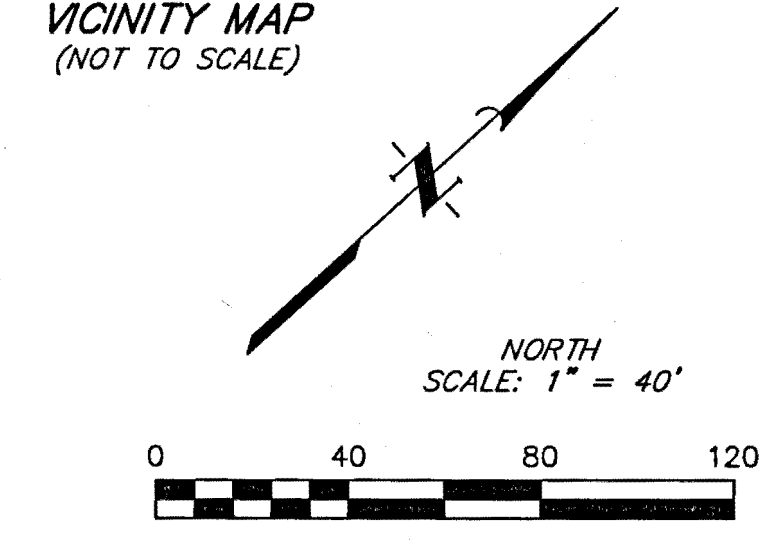 VICINITY MAP
(NOT TO SCALE)
N
NORTH
SCALE: 1" = 40'
0 40 80 120